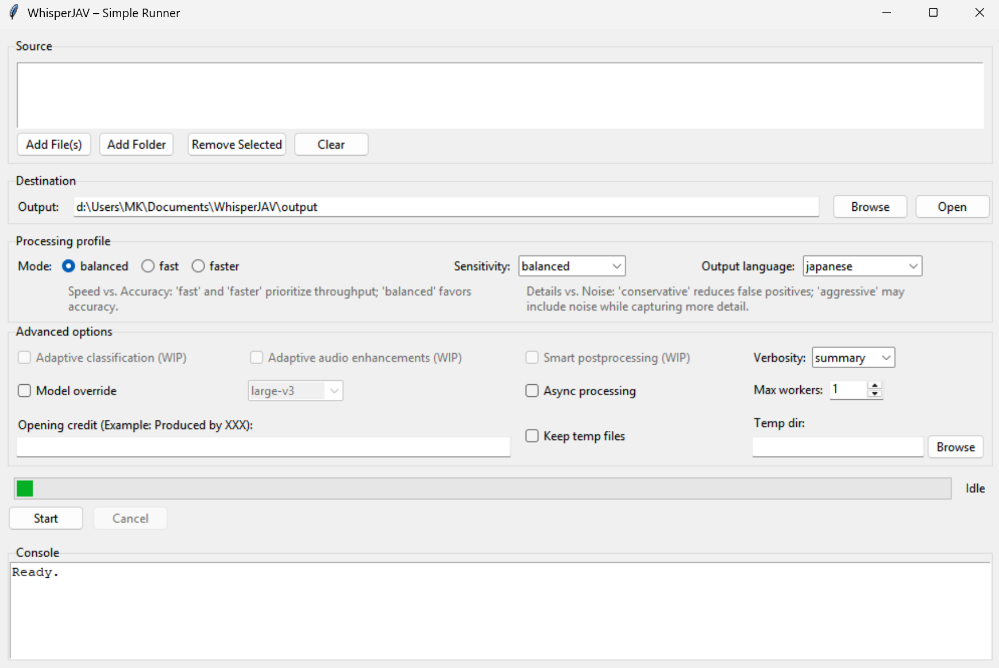 WhisperJAV – Simple Runner
Source
Add File(s) Add Folder Remove Selected Clear
Destination
Output: d:\Users\MK\Documents\WhisperJAV\output Browse Open
Processing profile
Mode: balanced fast faster Sensitivity: balanced Output language: japanese
Speed vs. Accuracy: 'fast' and 'faster' prioritize throughput; 'balanced' favors
accuracy.
Details vs. Noise: 'conservative' reduces false positives; 'aggressive' may
include noise while capturing more detail.
Advanced options
Adaptive classification (WIP) Adaptive audio enhancements (WIP) Smart postprocessing (WIP) Verbosity: summary
Model override large-v3 Async processing Max workers: 1
Opening credit (Example: Produced by XXX):
Keep temp files
Temp dir:
Browse
Idle
Start Cancel
Console
Ready.